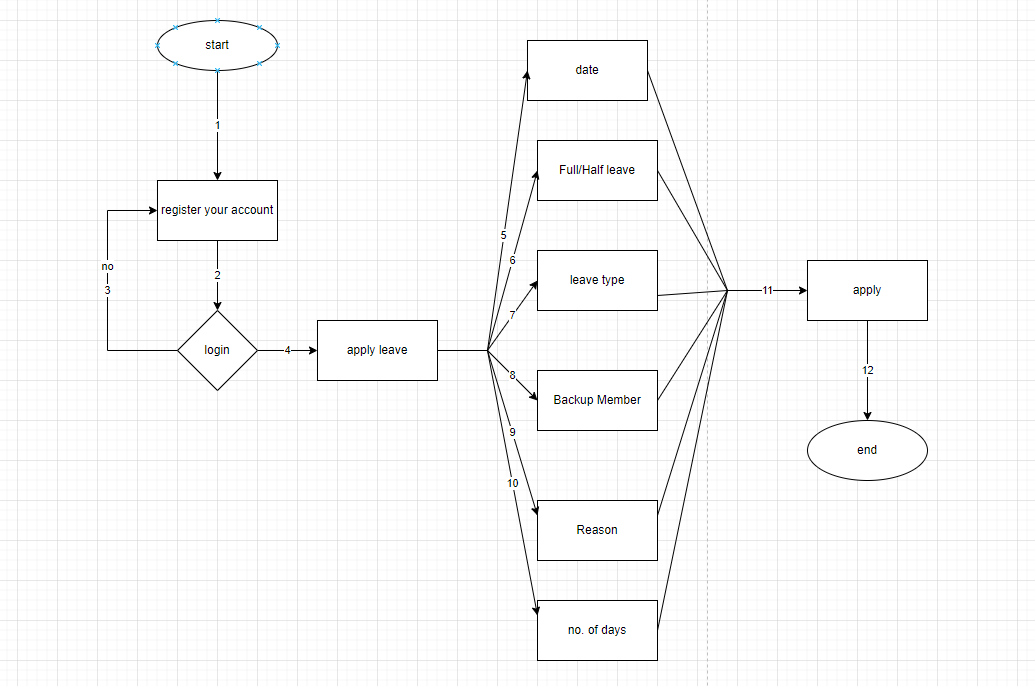 start
1
register your account
2
no
3
login
4
apply leave
5
6
7
8
9
10
date
Full/Half leave
leave type
Backup Member
Reason
no. of days
11
apply
12
end